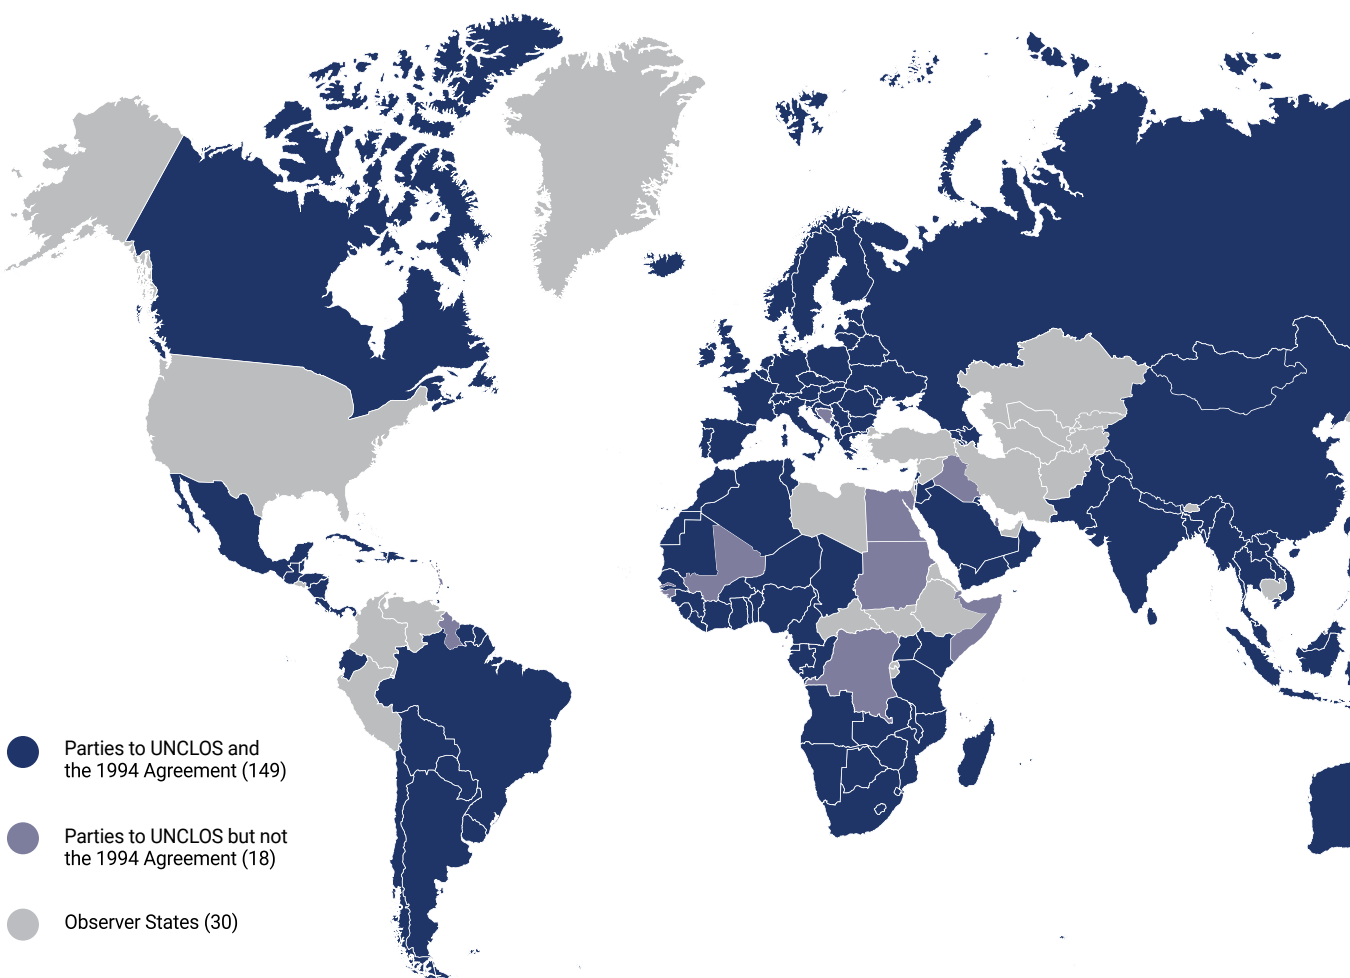 Parties to UNCLOS and
the 1994 Agreement (149)
Parties to UNCLOS but not
the 1994 Agreement (18)
Observer States (30)